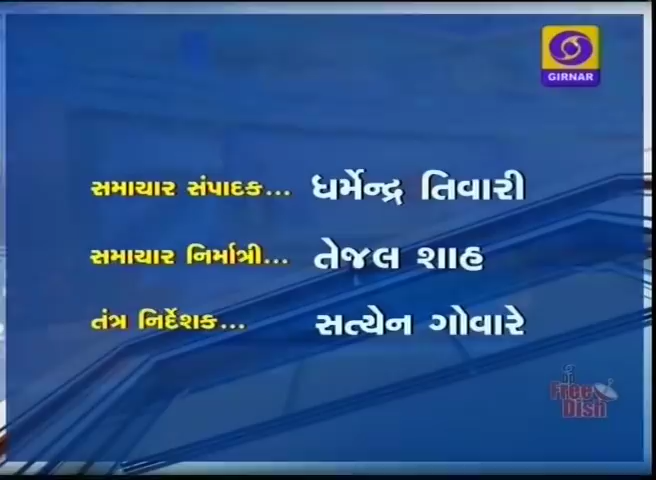 GIRNAR
સમાચાર સંપાદક... ધર્મેન્દ્ર તિવારી
સમાચાર નિર્માત્રી... તેજલ શાહ
તંત્ર નિર્દેશક... સત્યેન ગોવારે
Free
Dish